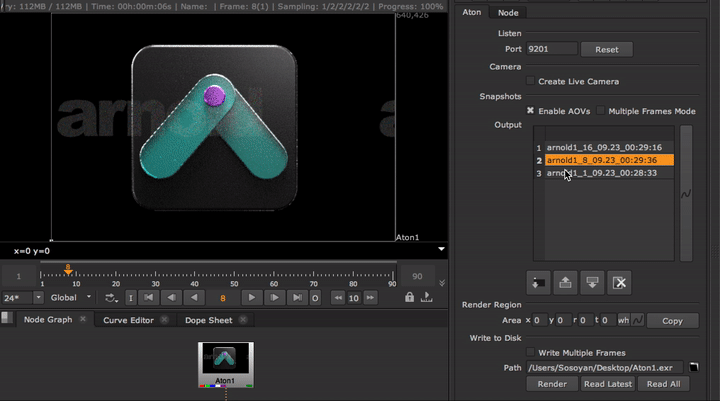 ry: 112MB / 112MB | Time: 00h:00m:06s | Name: | Frame: 8(1) | Sampling: 1/2/2/2/2/2 | Progress: 100%
640,426
arnold
Aton1
x=0 y=0
1
8
1 10 20 30 40 50 60 70 80 90
90
24*
Global
I
8
O
10
Node Graph
Curve Editor
Dope Sheet
Aton1
Aton
Node
Listen
Port 9201 Reset
Camera
Create Live Camera
Snapshots
Enable AOVs Multiple Frames Mode
Output
1 arnold1_16_09.23_00:29:16
2 arnold1_8_09.23_00:29:36
3 arnold1_1_09.23_00:28:33
Render Region
Area x 0 y 0 r 0 t 0 wh Copy
Write to Disk
Write Multiple Frames
Path /Users/Sosoyan/Desktop/Aton1.exr
Render Read Latest Read All